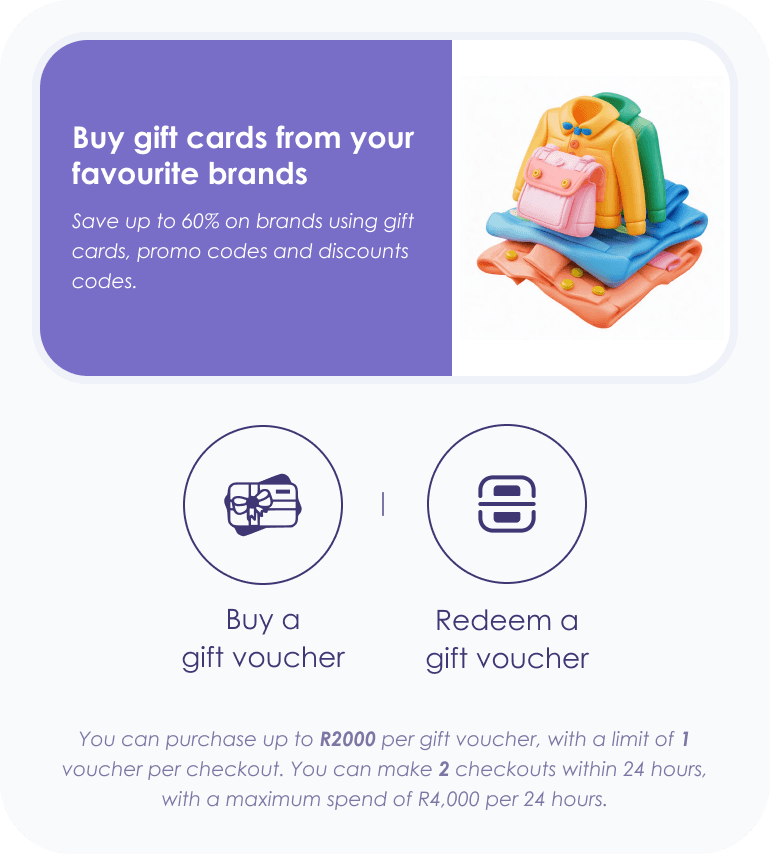 Buy gift cards from your
favourite brands
Save up to 60% on brands using gift
cards, promo codes and discounts
codes.
Buy a
gift voucher
Redeem a
gift voucher
You can purchase up to R2000 per gift voucher, with a limit of 1
voucher per checkout. You can make 2 checkouts within 24 hours,
with a maximum spend of R4,000 per 24 hours.